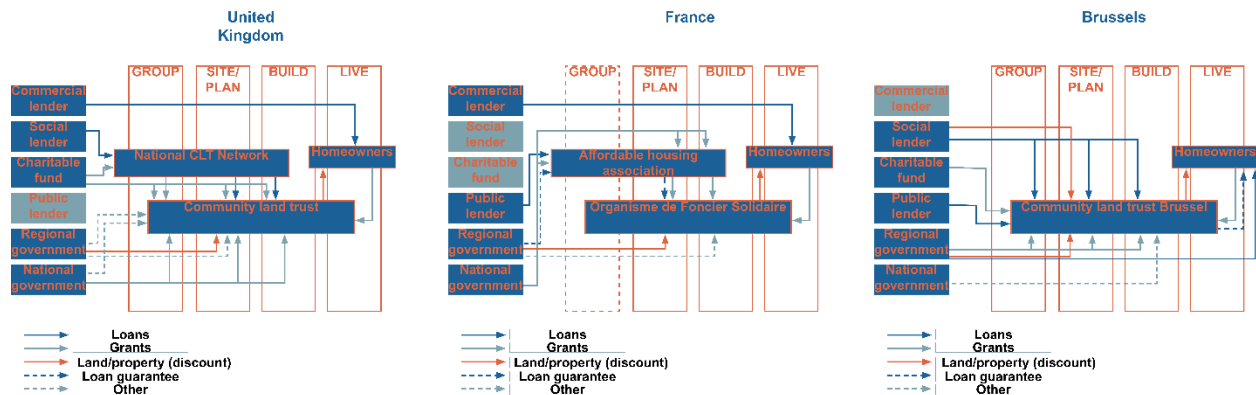 United
Kingdom
GROUP
SITE/
PLAN
BUILD
LIVE
Commercial
lender
Social
lender
Charitable
fund
Public
lender
Regional
government
National
government
National CLT Network
Homeowners
Community land trust
Loans
Grants
Land/property (discount)
Loan guarantee
Other
France
GROUP
SITE/
PLAN
BUILD
LIVE
Commercial
lender
Social
lender
Charitable
fund
Public
lender
Regional
government
National
government
Affordable housing
association
Homeowners
Organisme de Foncier Solidaire
Loans
Grants
Land/property (discount)
Loan guarantee
Other
Brussels
GROUP
SITE/
PLAN
BUILD
LIVE
Commercial
lender
Social
lender
Charitable
fund
Public
lender
Regional
government
National
government
Homeowners
Community land trust Brussel
Loans
Grants
Land/property (discount)
Loan guarantee
Other